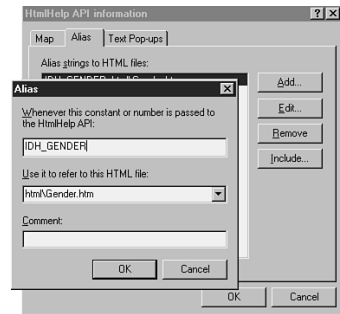 HtmlHelp API information
Map Alias Text Pop-ups
Alias strings to HTML files:
Add...
Edit...
Remove
Include...
Alias
Whenever this constant or number is passed to
the HtmlHelp API:
IDH_GENDER
Use it to refer to this HTML file:
html\Gender.htm
Comment:
OK Cancel
OK Cancel